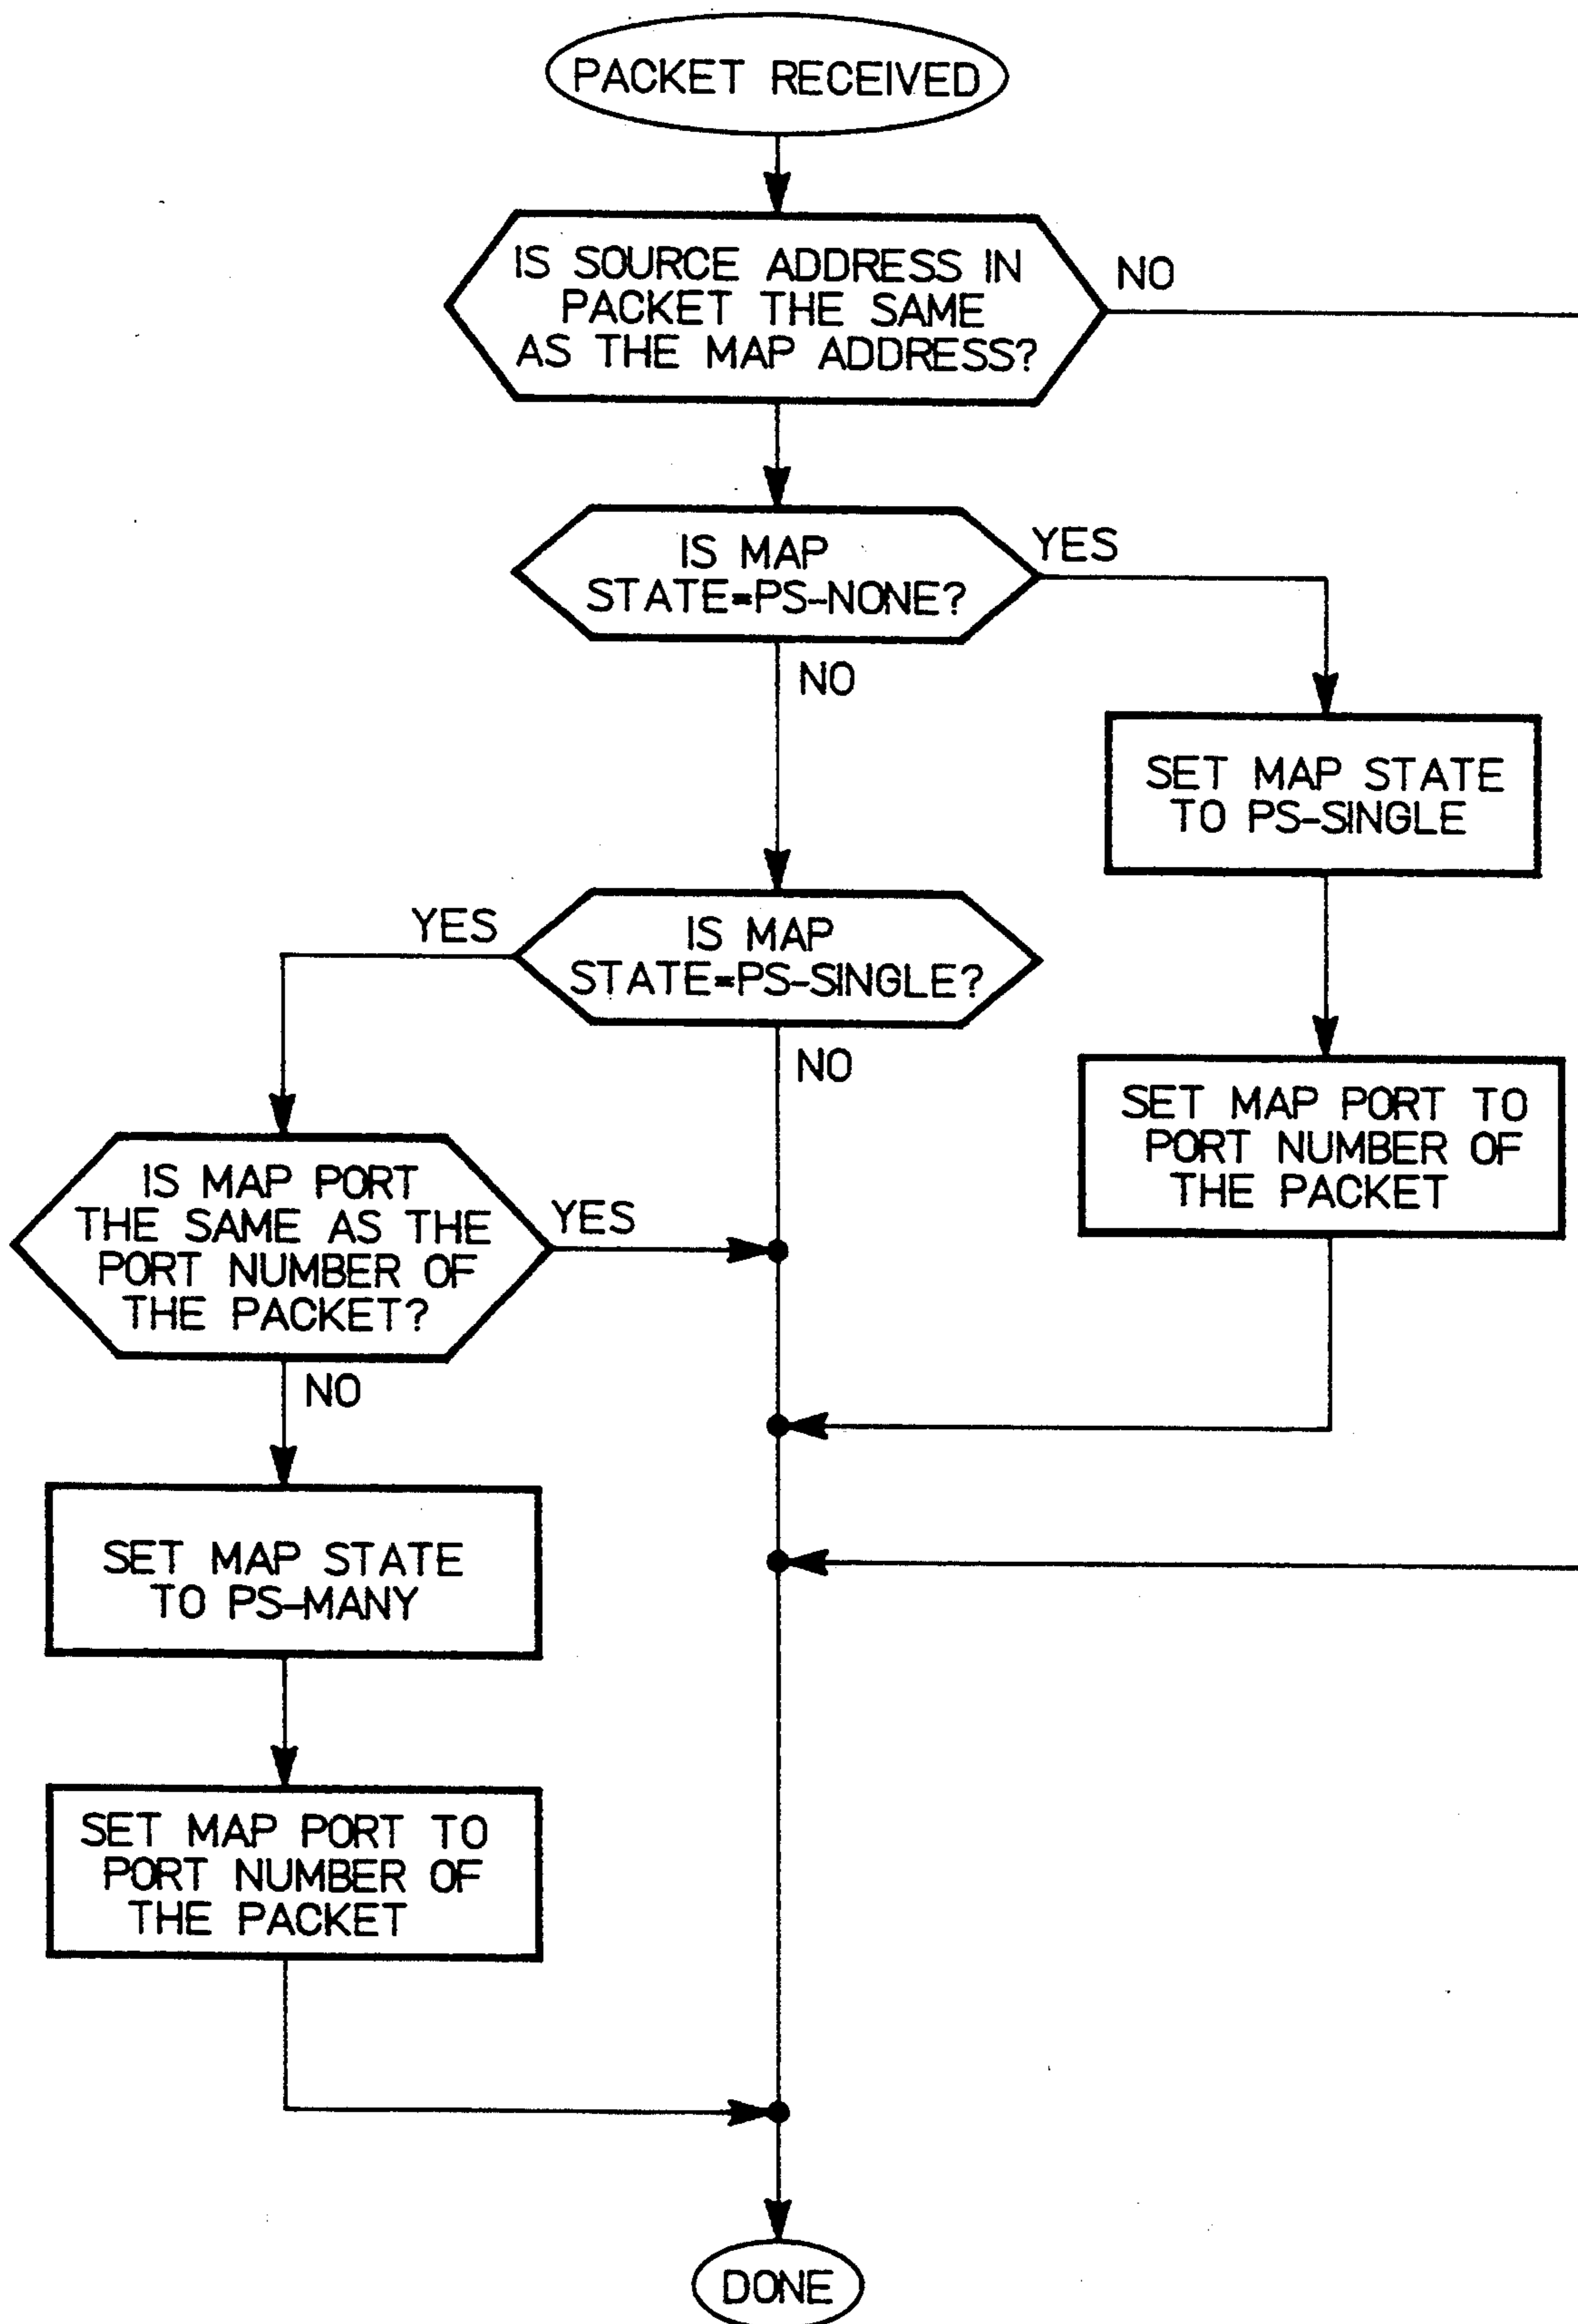 PACKET RECEIVED
IS SOURCE ADDRESS IN
PACKET THE SAME
AS THE MAP ADDRESS?
NO
IS MAP
STATE=PS-NONE?
YES
NO
SET MAP STATE
TO PS-SINGLE
YES
IS MAP
STATE=PS-SINGLE?
NO
SET MAP PORT TO
PORT NUMBER OF
THE PACKET
IS MAP PORT
THE SAME AS THE
PORT NUMBER OF
THE PACKET?
YES
NO
SET MAP STATE
TO PS-MANY
SET MAP PORT TO
PORT NUMBER OF
THE PACKET
DONE